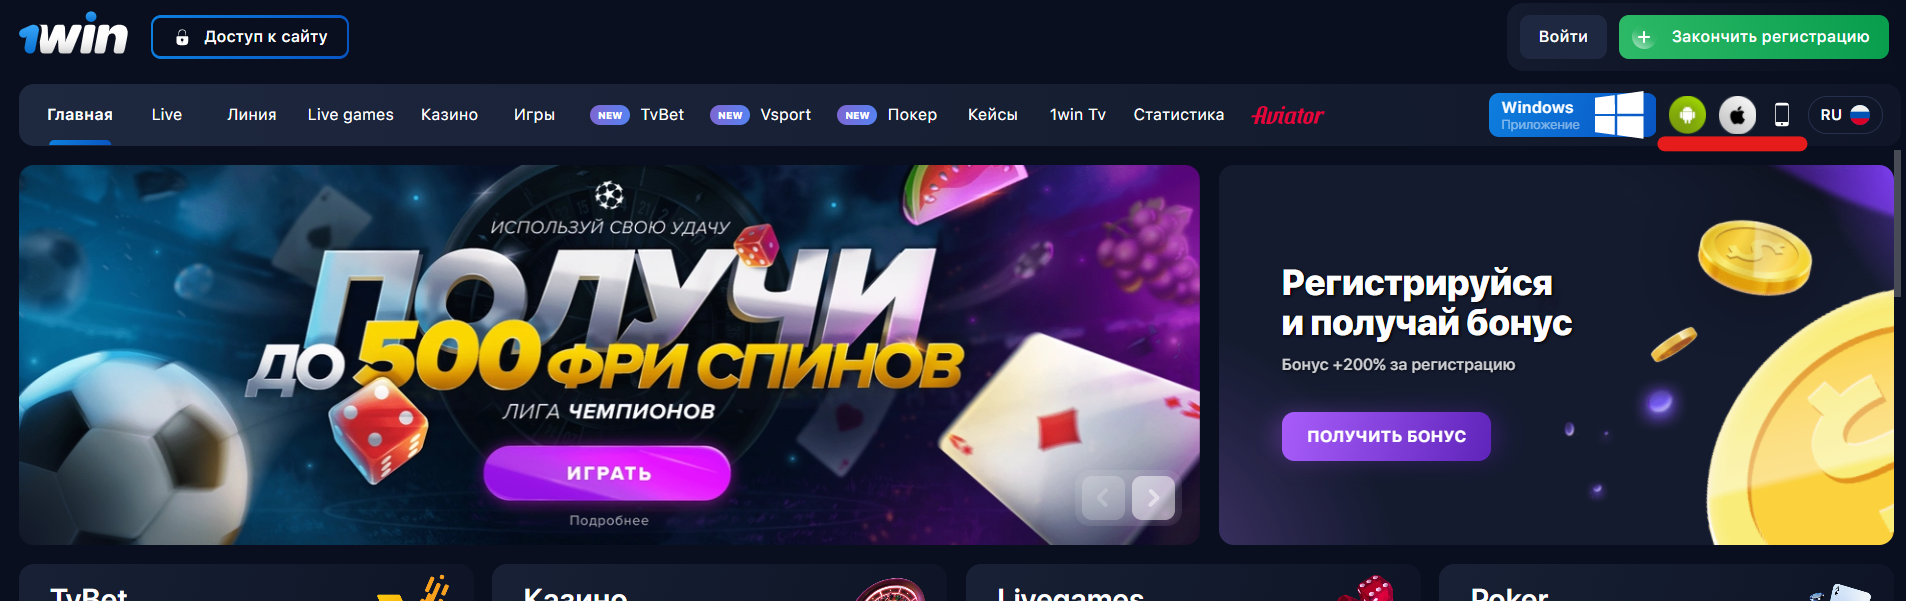 1win
Доступ к сайту
Войти
Закончить регистрацию
Главная
Live
Линия
Live games
Казино
Игры
NEW TvBet
NEW Vsport
NEW Покер
Кейсы
1win Tv
Статистика
Aviator
Windows
Приложение
RU
ИСПОЛЬЗУЙ СВОЮ УДАЧУ
ПОЛУЧИ
ДО 500 ФРИ СПИНОВ
ЛИГА ЧЕМПИОНОВ
ИГРАТЬ
Подробнее
Регистрируйся
и получай бонус
Бонус +200% за регистрацию
ПОЛУЧИТЬ БОНУС
TvBet
Казино
Livegames
Poker